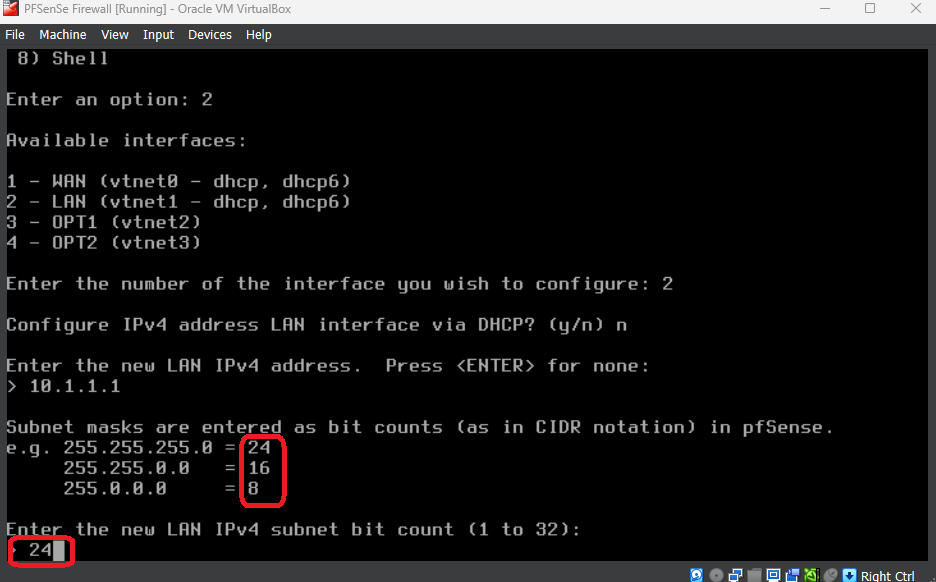 PFSenSe Firewall [Running] - Oracle VM VirtualBox
File Machine View Input Devices Help
8) Shell
Enter an option: 2
Available interfaces:
1 - WAN (vtnet0 - dhcp, dhcp6)
2 - LAN (vtnet1 - dhcp, dhcp6)
3 - OPT1 (vtnet2)
4 - OPT2 (vtnet3)
Enter the number of the interface you wish to configure: 2
Configure IPv4 address LAN interface via DHCP? (y/n) n
Enter the new LAN IPv4 address.  Press <ENTER> for none:
> 10.1.1.1
Subnet masks are entered as bit counts (as in CIDR notation) in pfSense.
e.g. 255.255.255.0 = 24
255.255.0.0   = 16
255.0.0.0     = 8
Enter the new LAN IPv4 subnet bit count (1 to 32):
> 24
Right Ctrl